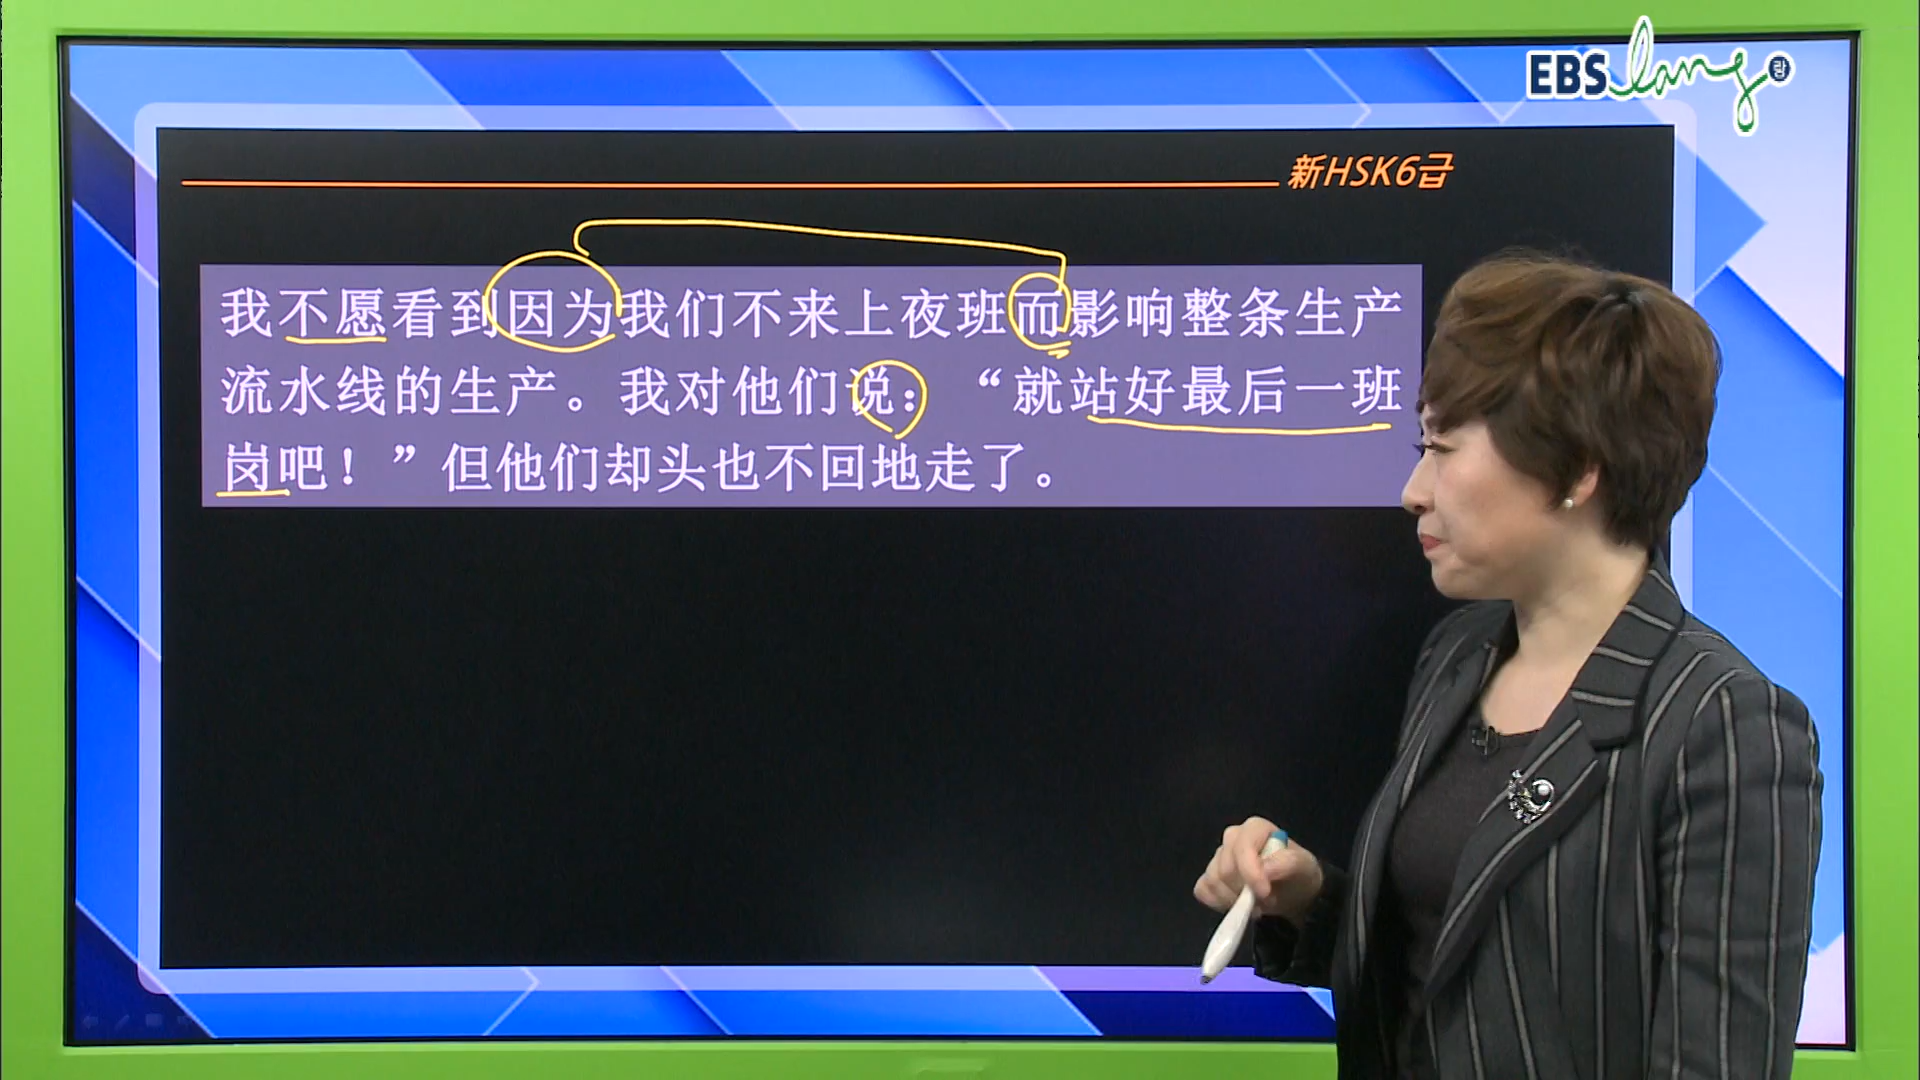 EBS lang 랑
新HSK6급
我不愿看到因为我们不来上夜班而影响整条生产
流水线的生产。我对他们说：“就站好最后一班
岗吧！”但他们却头也不回地走了。